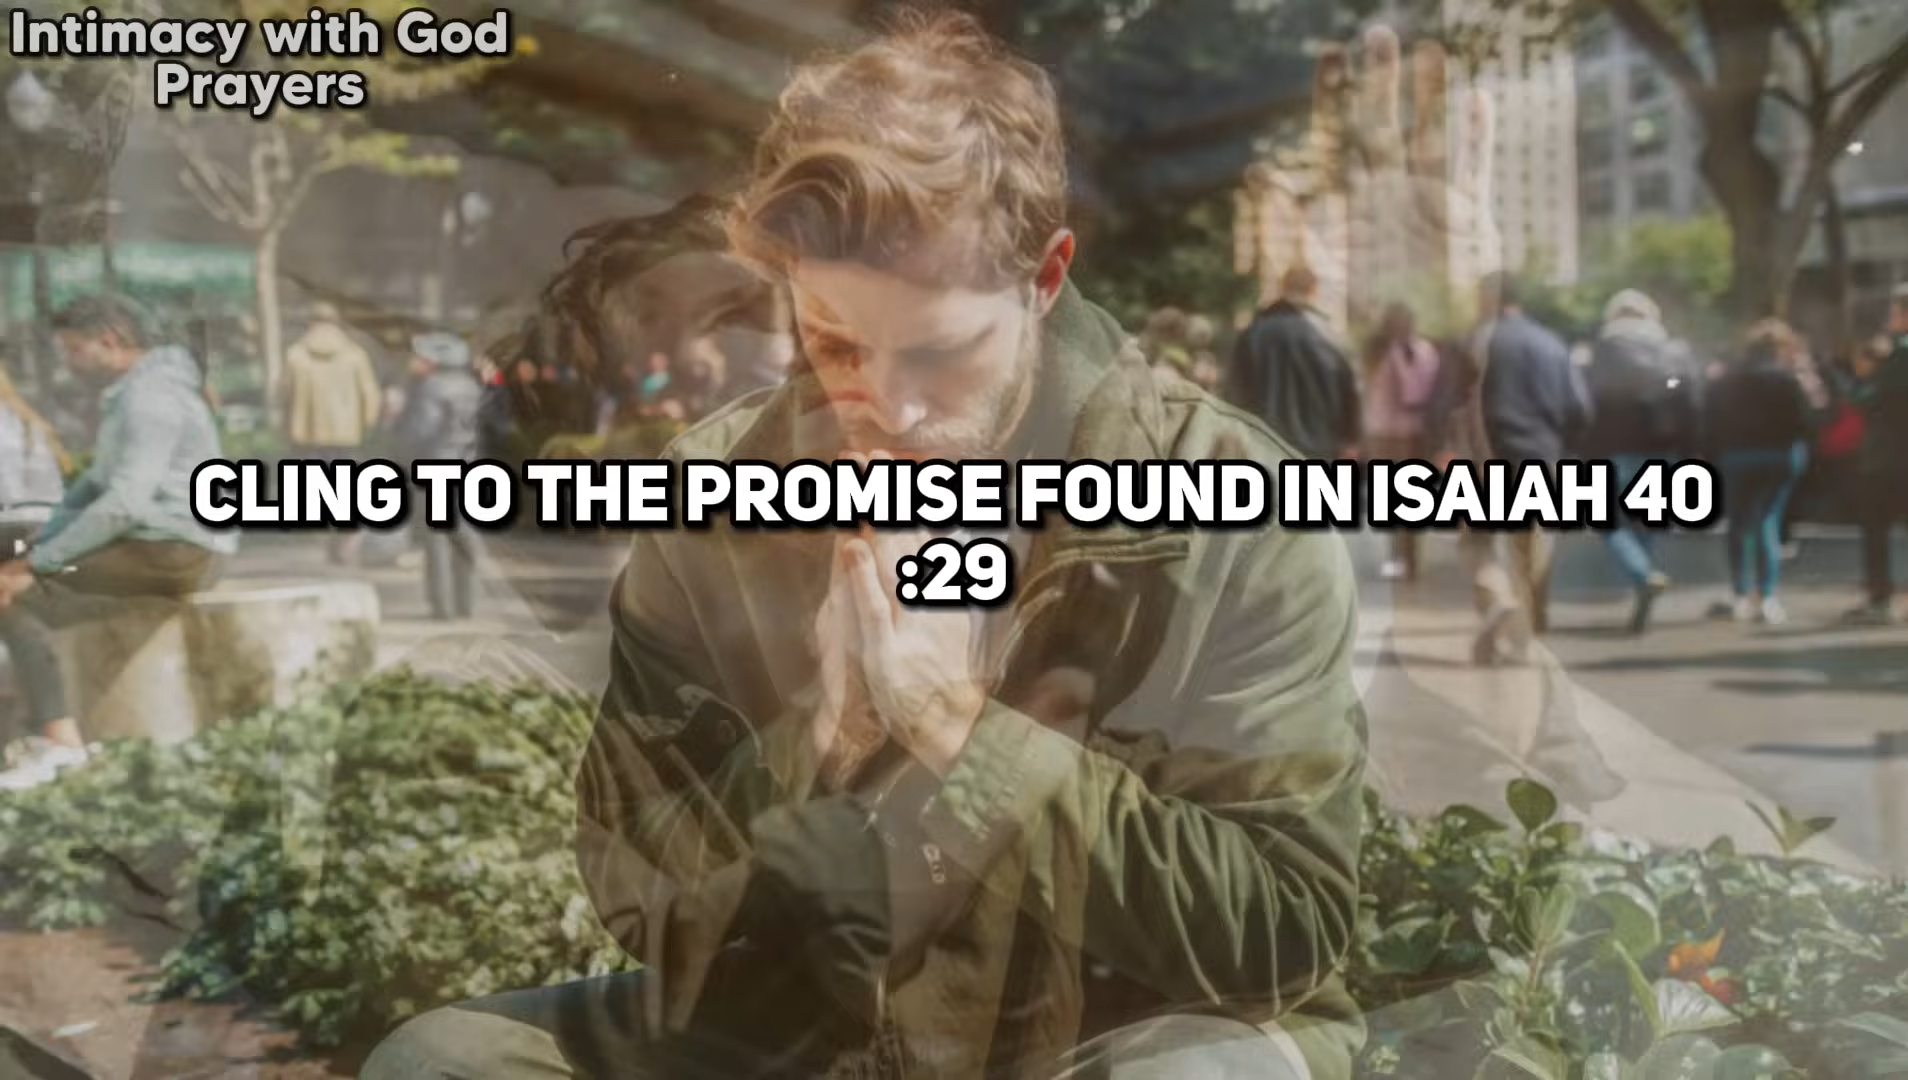 Intimacy with God
Prayers
CLING TO THE PROMISE FOUND IN ISAIAH 40
:29